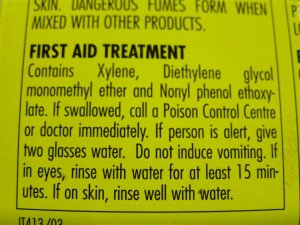 SKIN. DANGEROUS FUMES FORM WHEN
MIXED WITH OTHER PRODUCTS.
FIRST AID TREATMENT
Contains Xylene, Diethylene glycol
monomethyl ether and Nonyl phenol ethoxy-
late. If swallowed, call a Poison Control Centre
or doctor immediately. If person is alert, give
two glasses water. Do not induce vomiting. If
in eyes, rinse with water for at least 15 min-
utes. If on skin, rinse well with water.